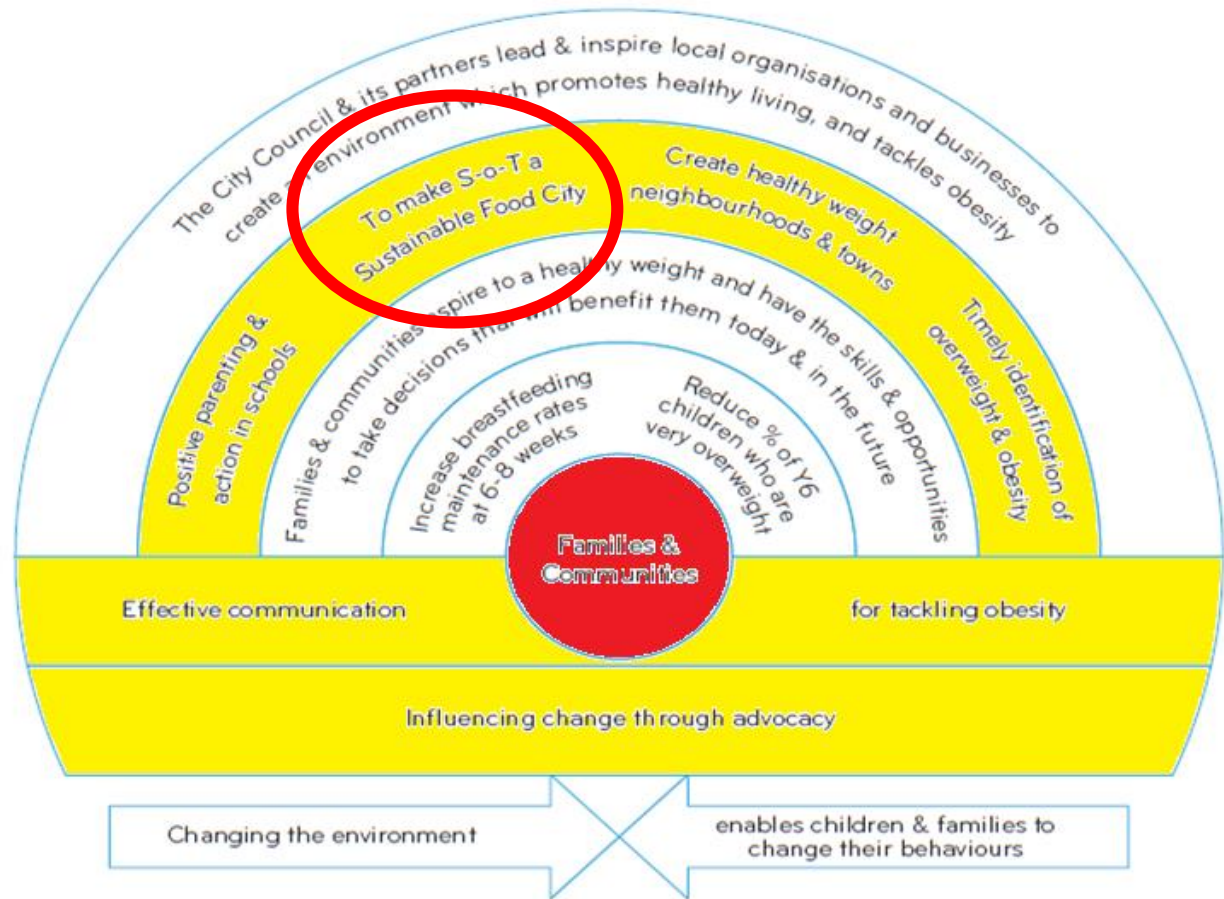 The City Council & its partners lead & inspire local organisations and businesses to
create an environment which promotes healthy living, and tackles obesity
Positive parenting &
action in schools
To make S-o-T a
Sustainable Food City
Create healthy weight
neighbourhoods & towns
Timely identification of
overweight & obesity
Families & communities aspire to a healthy weight and have the skills & opportunities
to take decisions that will benefit them today & in the future
Increase breastfeeding
maintenance rates
at 6-8 weeks
Reduce % of Y6
children who are
very overweight
Families &
Communities
Effective communication
for tackling obesity
Influencing change through advocacy
Changing the environment
enables children & families to
change their behaviours